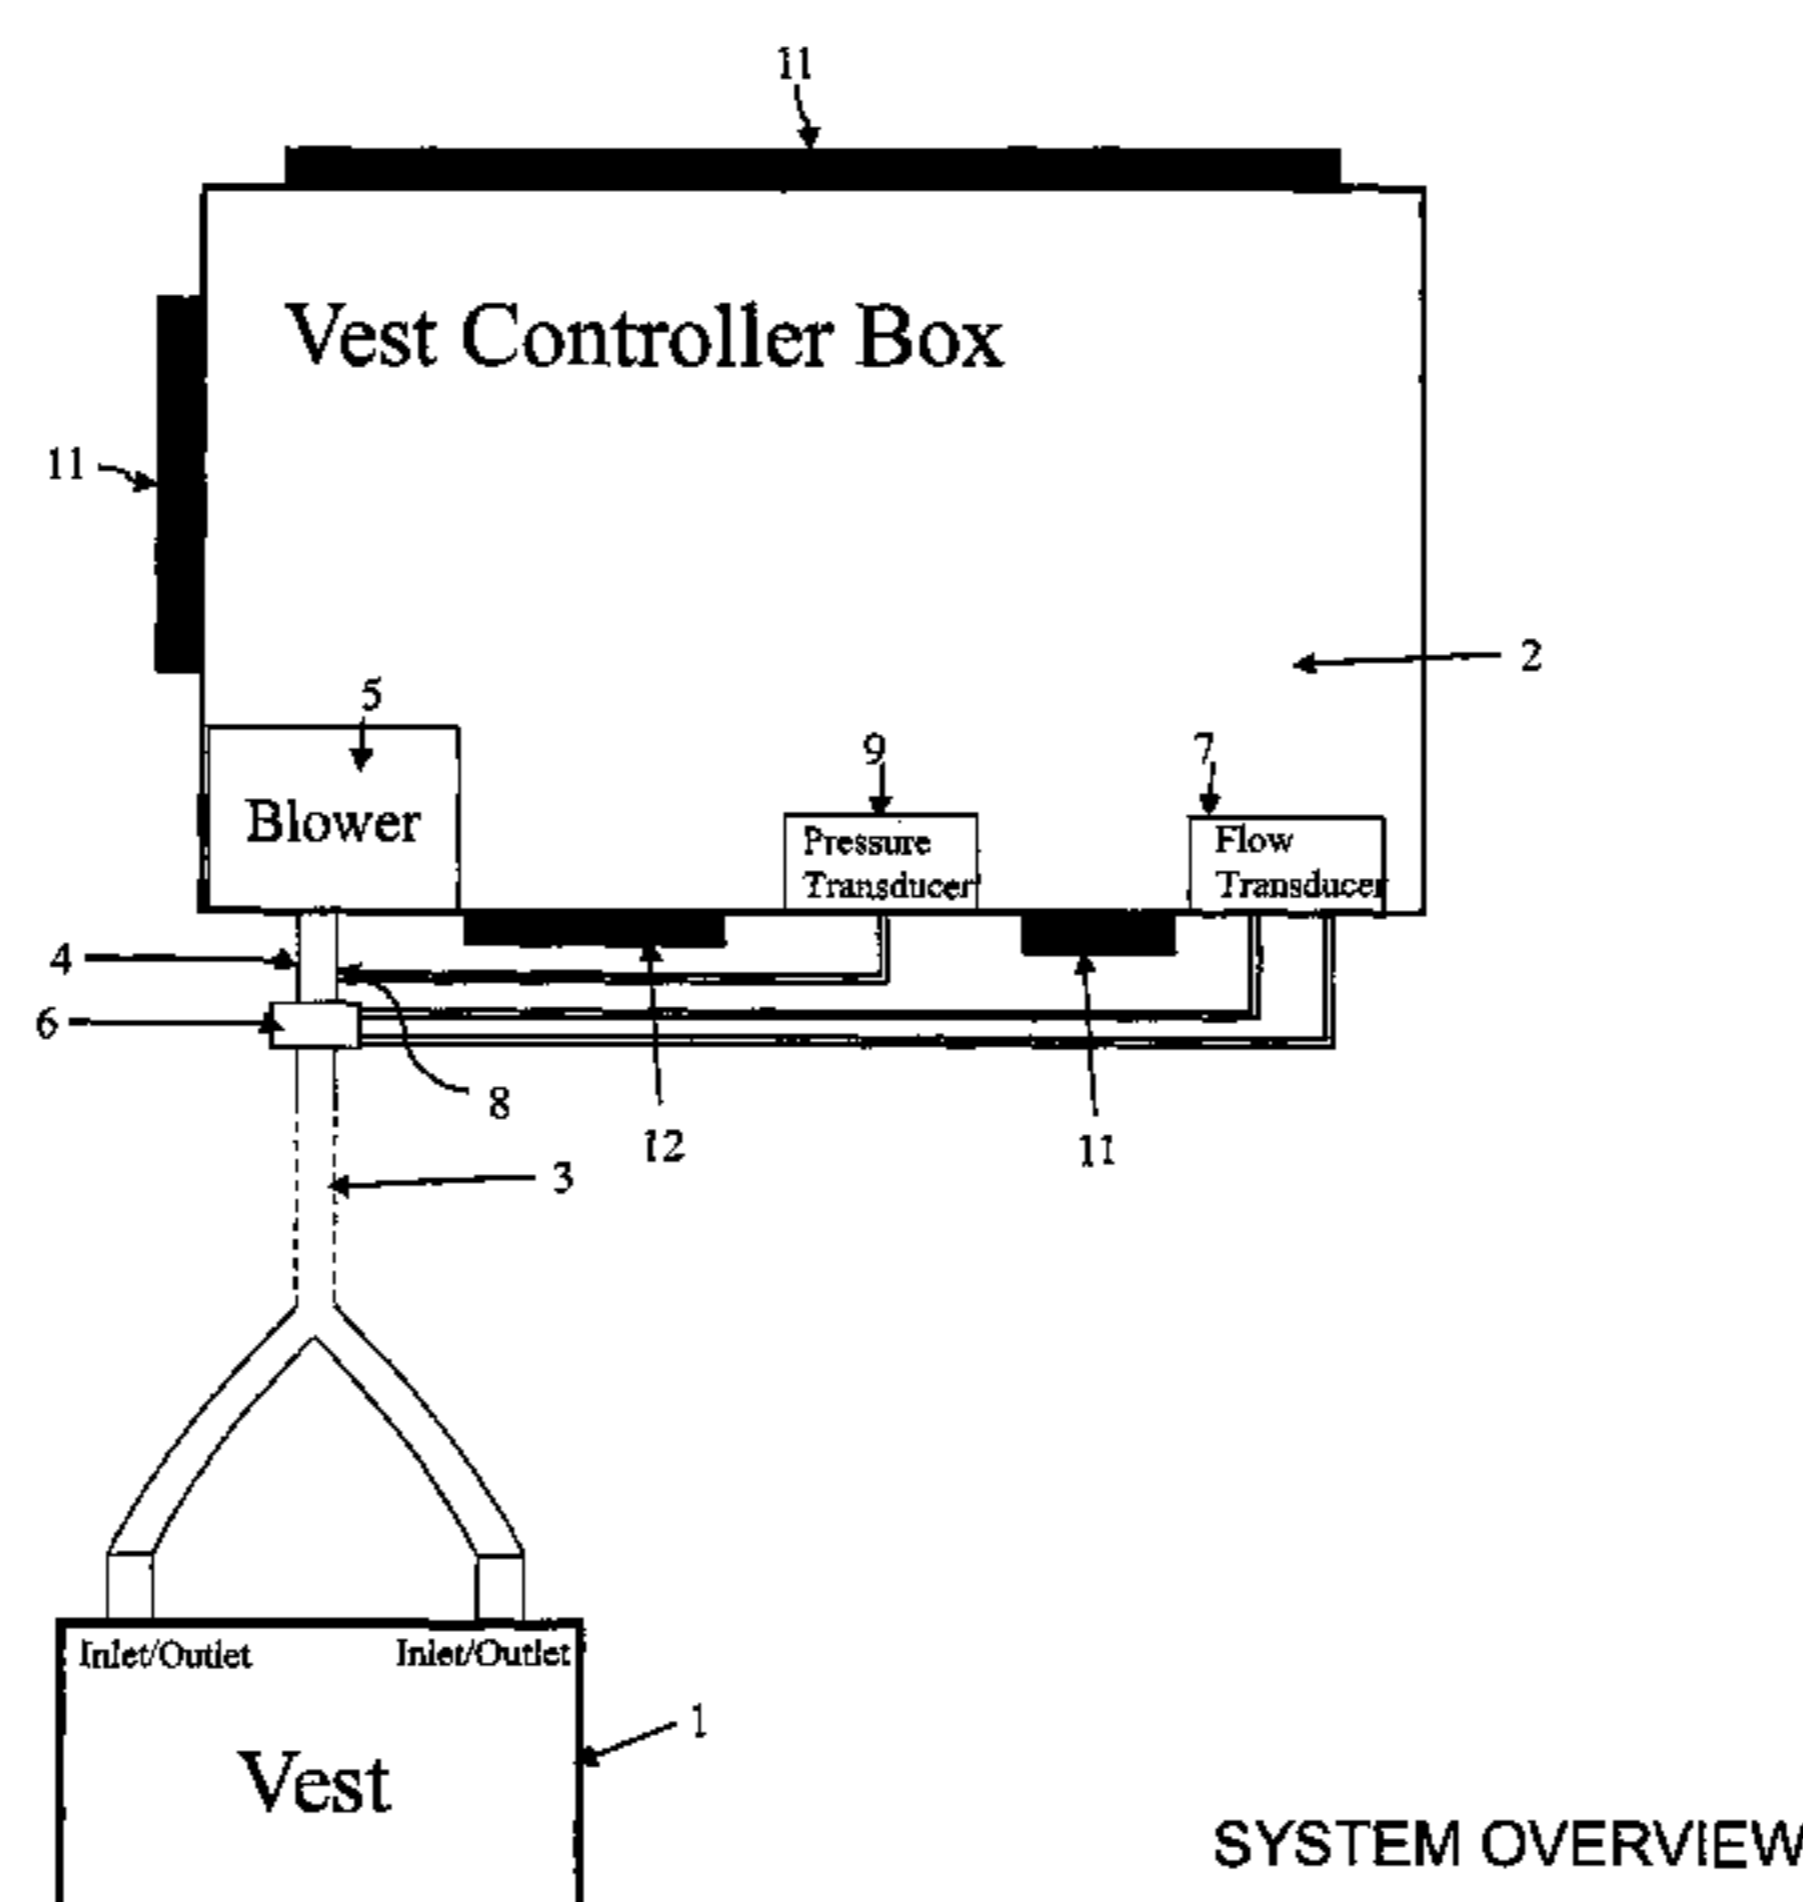 11
Vest Controller Box
11
2
5
9
7
Blower
Pressure
Transducer
Flow
Transducer
4
6
8
12
11
3
Inlet/Outlet
Inlet/Outlet
1
Vest
SYSTEM OVERVIEW